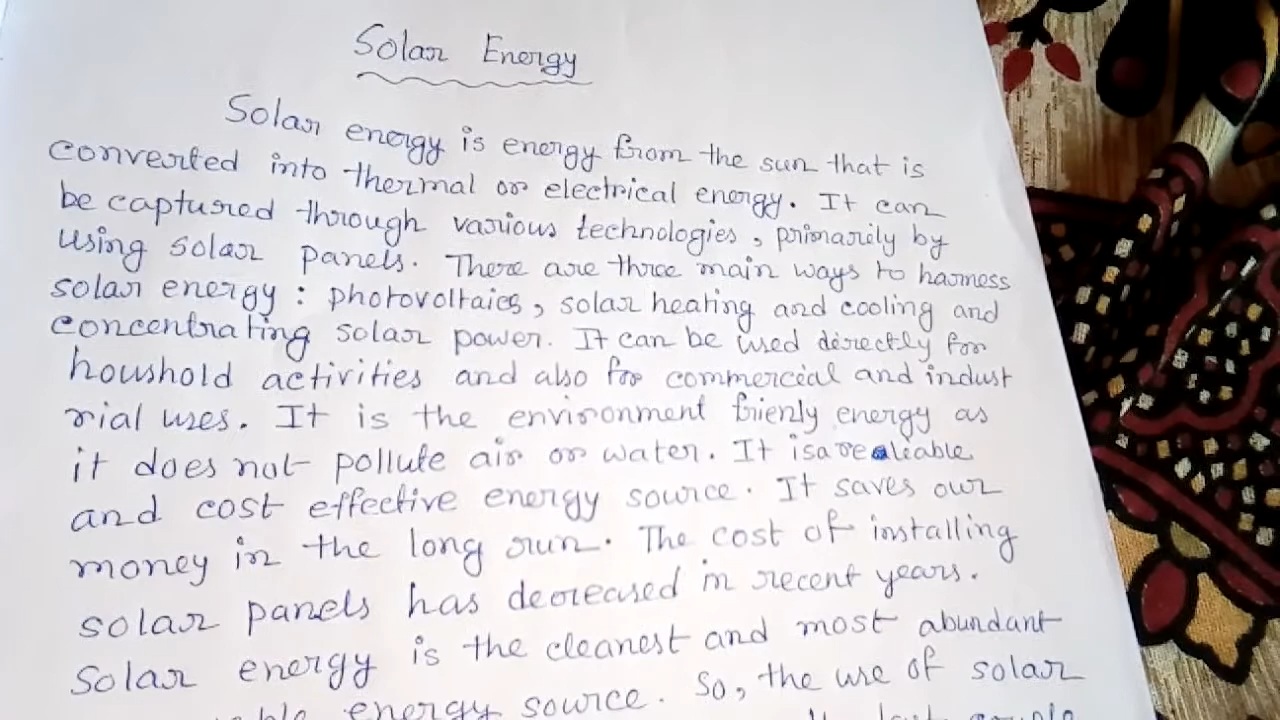 Solar Energy
Solar energy is energy from the sun that is
converted into thermal or electrical energy. It can
be captured through various technologies, primarily by
using solar panels. There are three main ways to harness
solar energy : photovoltaics, solar heating and cooling and
concentrating solar power. It can be used directly for
houshold activities and also for commercial and indust
rial uses. It is the environment frienly energy as
it does not pollute air or water. It is a realiable
and cost effective energy source. It saves our
money in the long run. The cost of installing
solar panels has decreased in recent years.
Solar energy is the cleanest and most abundant
energy source. So, the use of solar